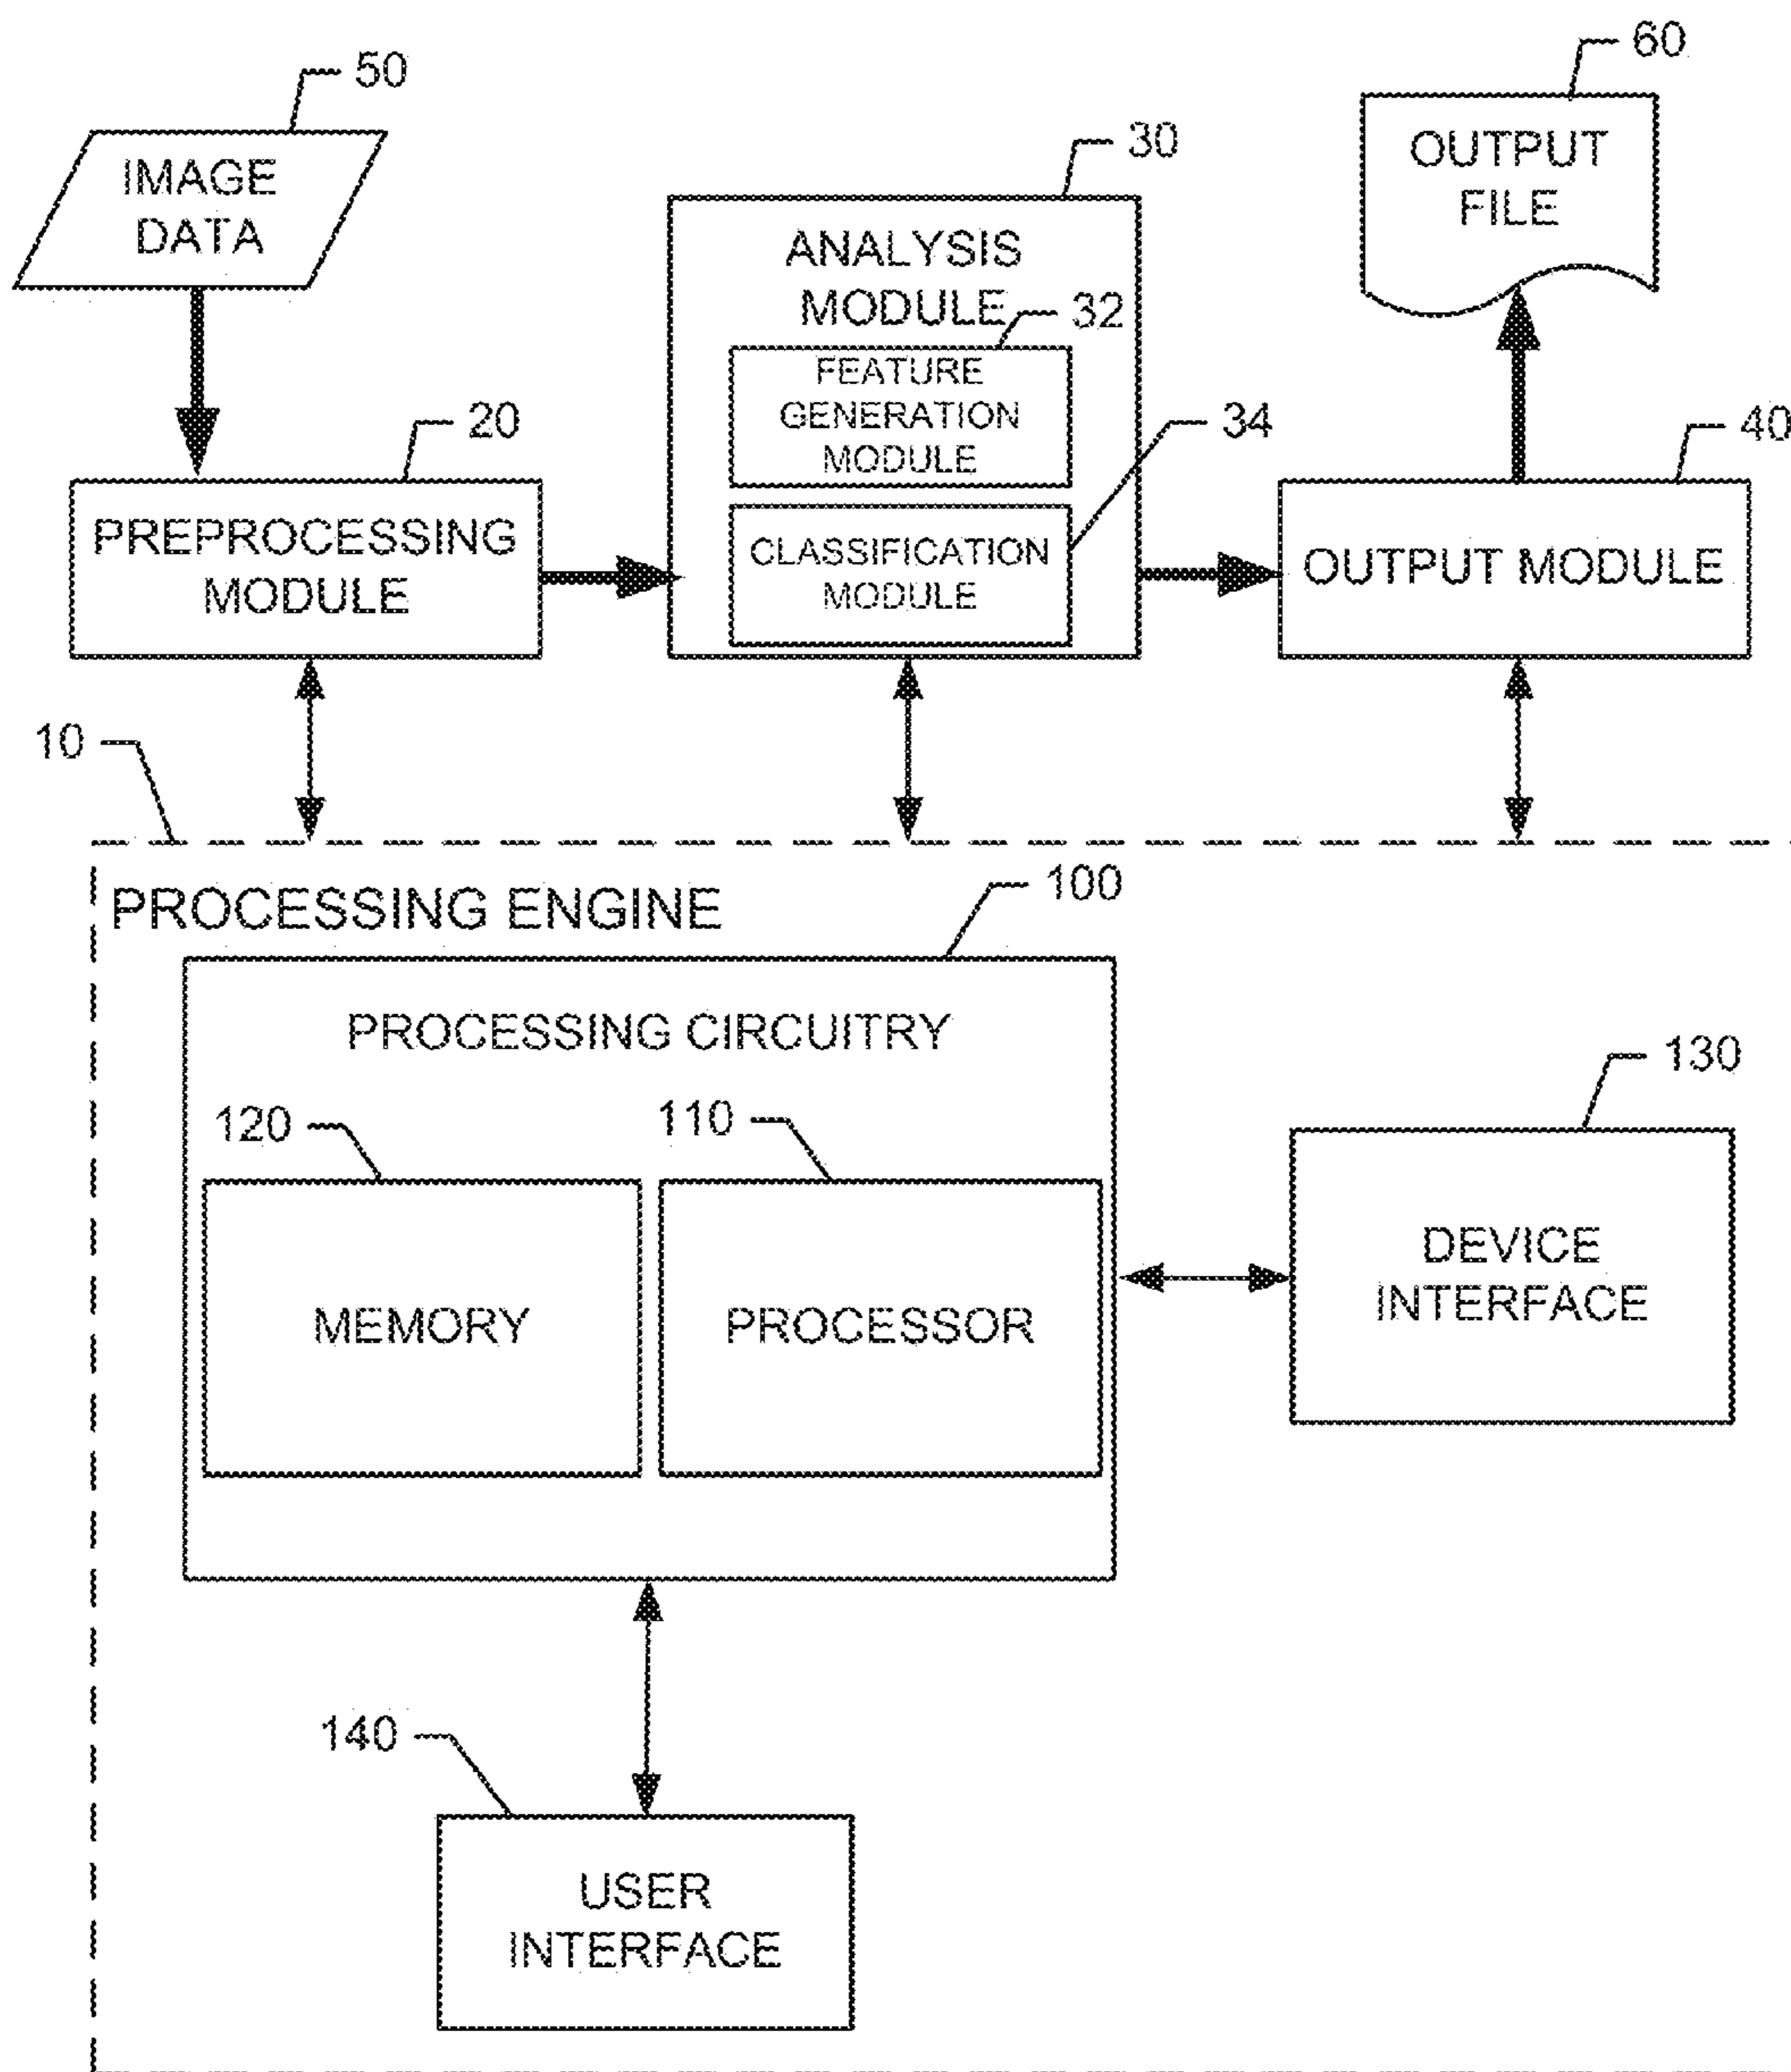 50
IMAGE
DATA
60
OUTPUT
FILE
30
ANALYSIS
MODULE
32
FEATURE
GENERATION
MODULE
34
CLASSIFICATION
MODULE
20
PREPROCESSING
MODULE
40
OUTPUT MODULE
10
PROCESSING ENGINE
100
PROCESSING CIRCUITRY
120
MEMORY
110
PROCESSOR
130
DEVICE
INTERFACE
140
USER
INTERFACE